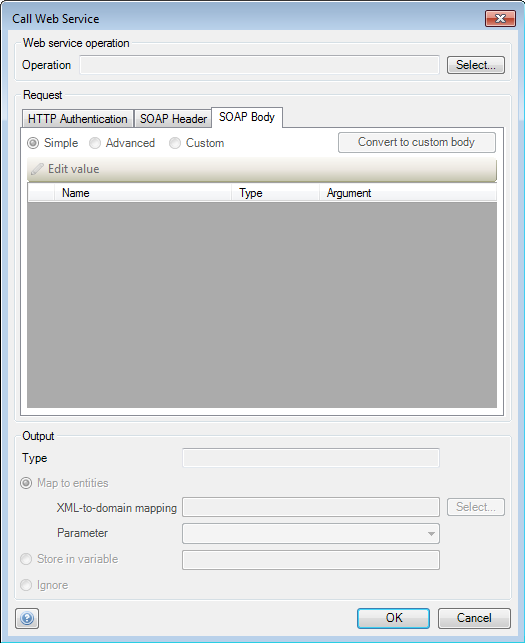 Call Web Service
Web service operation
Operation
Select...
Request
HTTP Authentication
SOAP Header
SOAP Body
Simple
Advanced
Custom
Convert to custom body
Edit value
Name
Type
Argument
Output
Type
Map to entities
XML-to-domain mapping
Select...
Parameter
Store in variable
Ignore
?
OK
Cancel